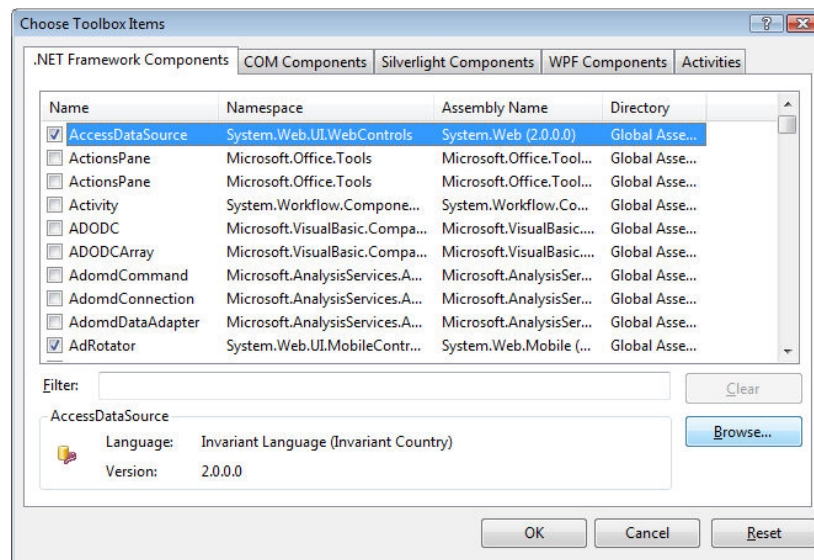 Choose Toolbox Items
.NET Framework Components COM Components Silverlight Components WPF Components Activities
Name Namespace Assembly Name Directory
AccessDataSource System.Web.UI.WebControls System.Web (2.0.0.0) Global Asse...
ActionsPane Microsoft.Office.Tools Microsoft.Office.Tool... Global Asse...
ActionsPane Microsoft.Office.Tools Microsoft.Office.Tool... Global Asse...
Activity System.Workflow.Compone... System.Workflow.Co... Global Asse...
ADODC Microsoft.VisualBasic.Compa... Microsoft.VisualBasic.... Global Asse...
ADODCArray Microsoft.VisualBasic.Compa... Microsoft.VisualBasic.... Global Asse...
AdomdCommand Microsoft.AnalysisServices.A... Microsoft.AnalysisSer... Global Asse...
AdomdConnection Microsoft.AnalysisServices.A... Microsoft.AnalysisSer... Global Asse...
AdomdDataAdapter Microsoft.AnalysisServices.A... Microsoft.AnalysisSer... Global Asse...
AdRotator System.Web.UI.MobileContr... System.Web.Mobile (... Global Asse...
Filter: Clear
AccessDataSource
Language: Invariant Language (Invariant Country) Browse...
Version: 2.0.0.0
OK Cancel Reset